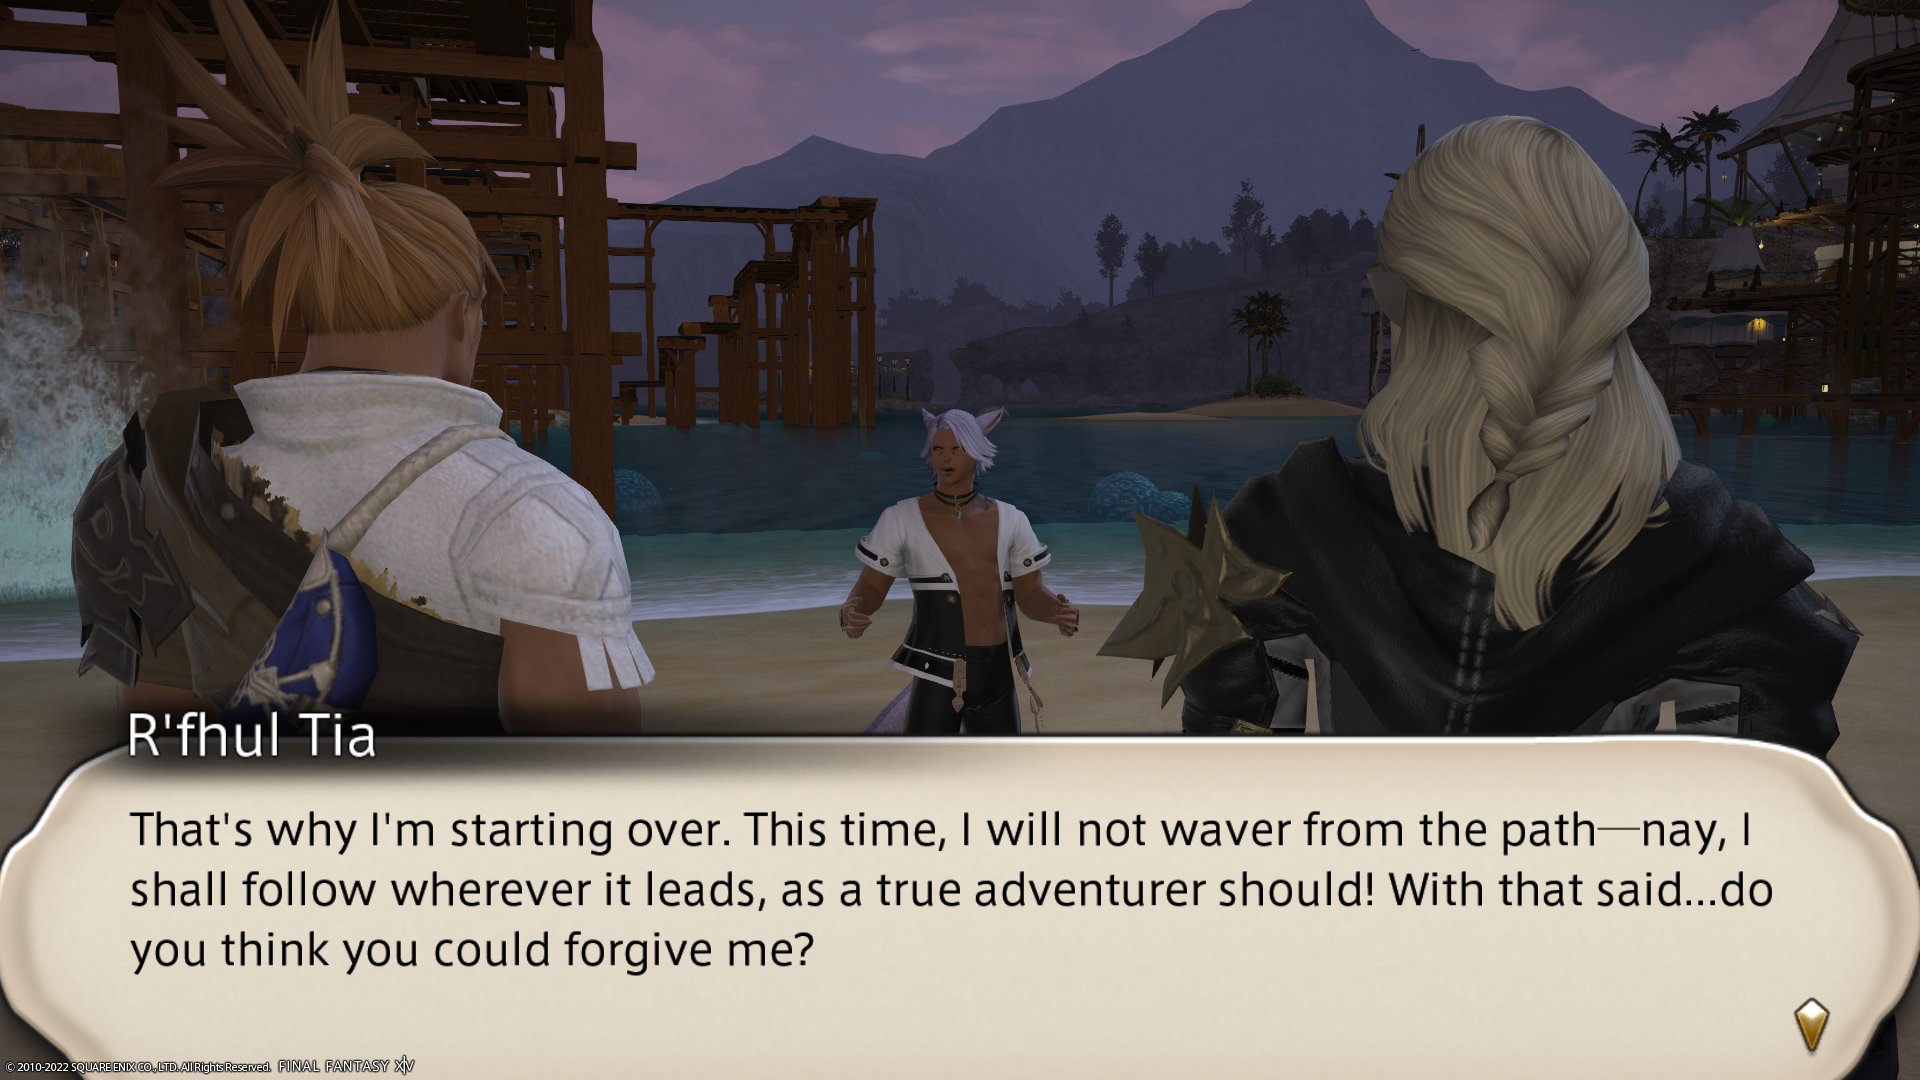 R'fhul Tia
That's why I'm starting over. This time, I will not waver from the path—nay, I
shall follow wherever it leads, as a true adventurer should! With that said...do
you think you could forgive me?
© 2010-2022 SQUARE ENIX CO., LTD. All Rights Reserved. FINAL FANTASY XIV